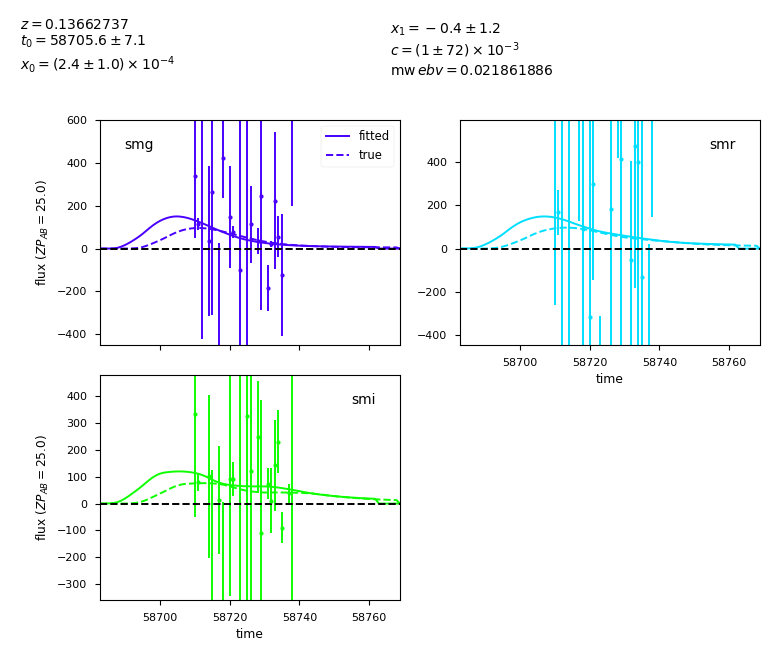 z = 0.13662737
t₀ = 58705.6 ± 7.1
x₀ = (2.4 ± 1.0) × 10⁻⁴
x₁ = −0.4 ± 1.2
c = (1 ± 72) × 10⁻³
mw ebv = 0.021861886
600
400
200
0
−200
−400
flux (ZP_AB = 25.0)
smg
fitted
true
400
200
0
−200
−400
smr
58700 58720 58740 58760
time
400
300
200
100
0
−100
−200
−300
flux (ZP_AB = 25.0)
smi
58700 58720 58740 58760
time